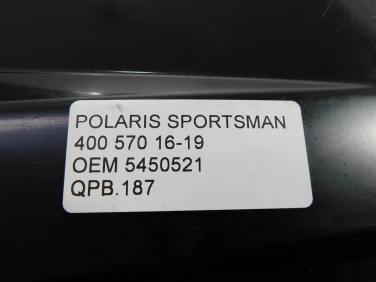 POLARIS SPORTSMAN
400 570 16-19
OEM 5450521
QPB.187